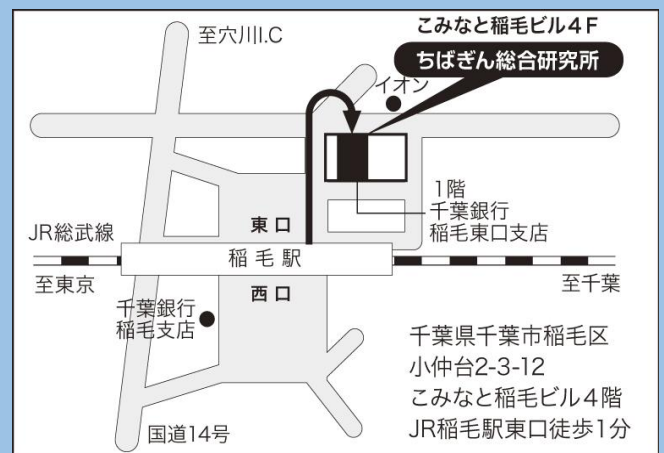 こみなと稲毛ビル4F
至穴川I.C
ちばぎん総合研究所
イオン
1階
千葉銀行
稲毛東口支店
東口
JR総武線
稲毛駅
至東京
至千葉
西口
千葉銀行
稲毛支店
千葉県千葉市稲毛区
小仲台2-3-12
こみなと稲毛ビル4階
JR稲毛駅東口徒歩1分
国道14号